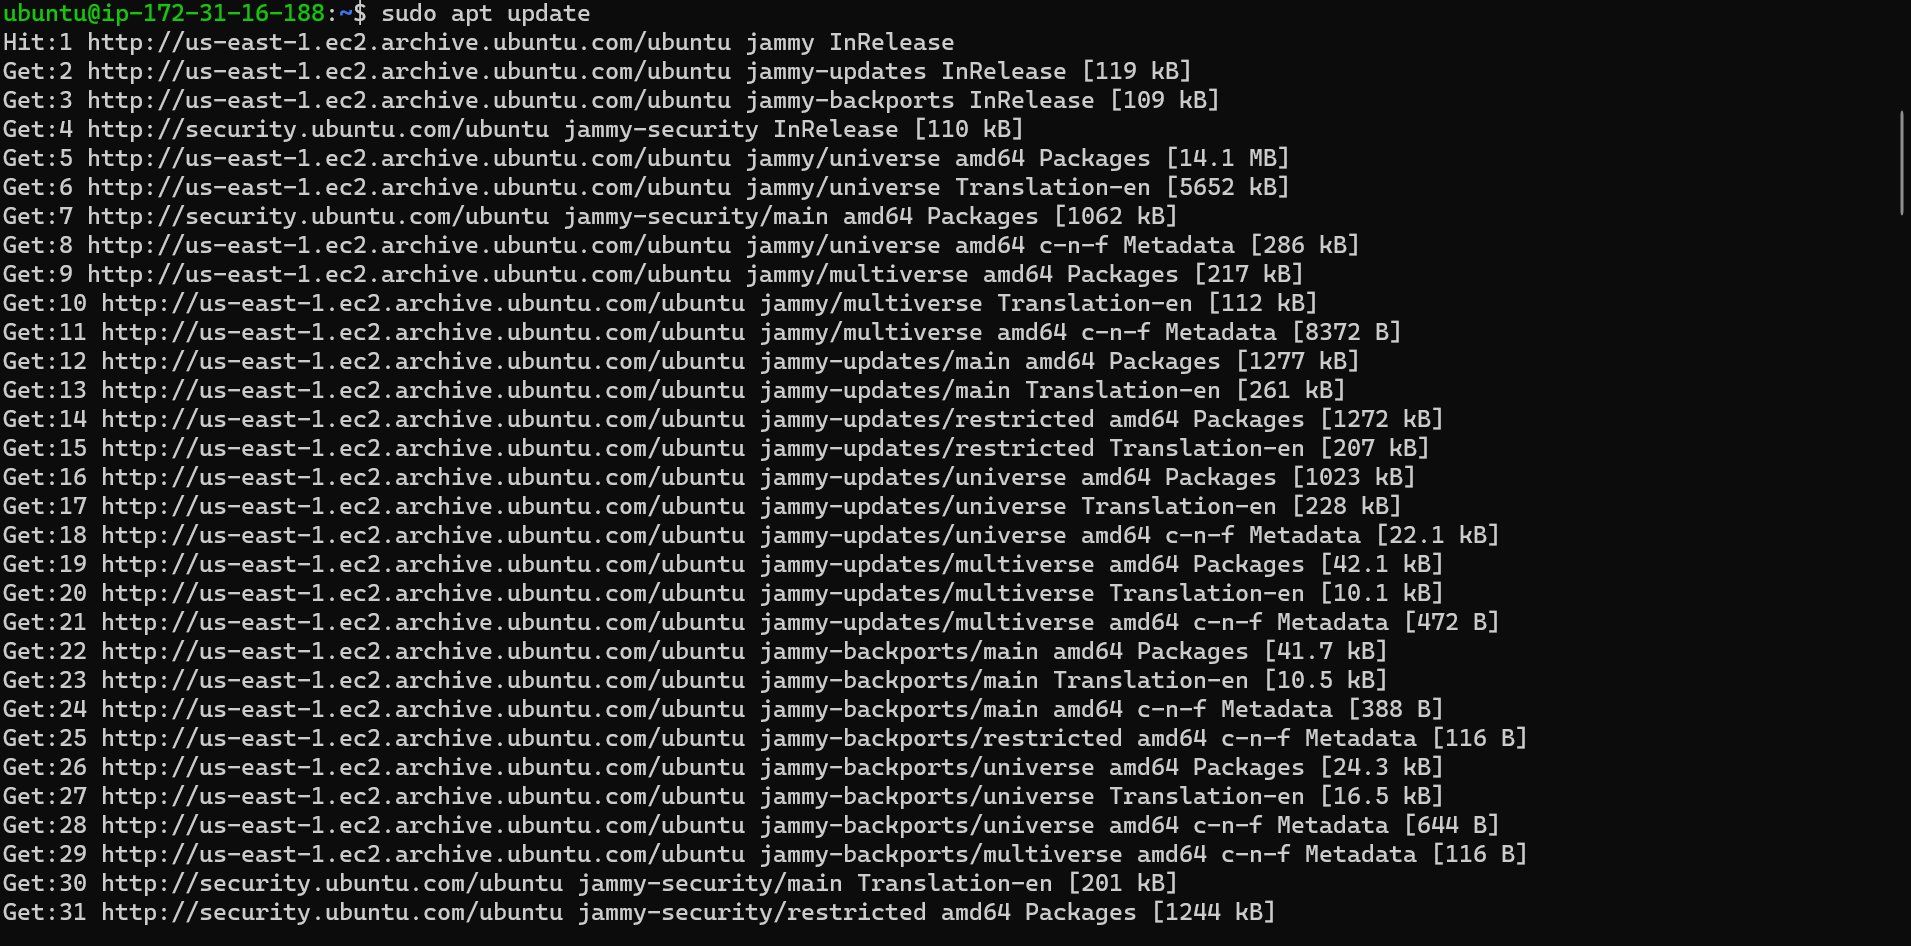 ubuntu@ip-172-31-16-188:~$ sudo apt update
Hit:1 http://us-east-1.ec2.archive.ubuntu.com/ubuntu jammy InRelease
Get:2 http://us-east-1.ec2.archive.ubuntu.com/ubuntu jammy-updates InRelease [119 kB]
Get:3 http://us-east-1.ec2.archive.ubuntu.com/ubuntu jammy-backports InRelease [109 kB]
Get:4 http://security.ubuntu.com/ubuntu jammy-security InRelease [110 kB]
Get:5 http://us-east-1.ec2.archive.ubuntu.com/ubuntu jammy/universe amd64 Packages [14.1 MB]
Get:6 http://us-east-1.ec2.archive.ubuntu.com/ubuntu jammy/universe Translation-en [5652 kB]
Get:7 http://security.ubuntu.com/ubuntu jammy-security/main amd64 Packages [1062 kB]
Get:8 http://us-east-1.ec2.archive.ubuntu.com/ubuntu jammy/universe amd64 c-n-f Metadata [286 kB]
Get:9 http://us-east-1.ec2.archive.ubuntu.com/ubuntu jammy/multiverse amd64 Packages [217 kB]
Get:10 http://us-east-1.ec2.archive.ubuntu.com/ubuntu jammy/multiverse Translation-en [112 kB]
Get:11 http://us-east-1.ec2.archive.ubuntu.com/ubuntu jammy/multiverse amd64 c-n-f Metadata [8372 B]
Get:12 http://us-east-1.ec2.archive.ubuntu.com/ubuntu jammy-updates/main amd64 Packages [1277 kB]
Get:13 http://us-east-1.ec2.archive.ubuntu.com/ubuntu jammy-updates/main Translation-en [261 kB]
Get:14 http://us-east-1.ec2.archive.ubuntu.com/ubuntu jammy-updates/restricted amd64 Packages [1272 kB]
Get:15 http://us-east-1.ec2.archive.ubuntu.com/ubuntu jammy-updates/restricted Translation-en [207 kB]
Get:16 http://us-east-1.ec2.archive.ubuntu.com/ubuntu jammy-updates/universe amd64 Packages [1023 kB]
Get:17 http://us-east-1.ec2.archive.ubuntu.com/ubuntu jammy-updates/universe Translation-en [228 kB]
Get:18 http://us-east-1.ec2.archive.ubuntu.com/ubuntu jammy-updates/universe amd64 c-n-f Metadata [22.1 kB]
Get:19 http://us-east-1.ec2.archive.ubuntu.com/ubuntu jammy-updates/multiverse amd64 Packages [42.1 kB]
Get:20 http://us-east-1.ec2.archive.ubuntu.com/ubuntu jammy-updates/multiverse Translation-en [10.1 kB]
Get:21 http://us-east-1.ec2.archive.ubuntu.com/ubuntu jammy-updates/multiverse amd64 c-n-f Metadata [472 B]
Get:22 http://us-east-1.ec2.archive.ubuntu.com/ubuntu jammy-backports/main amd64 Packages [41.7 kB]
Get:23 http://us-east-1.ec2.archive.ubuntu.com/ubuntu jammy-backports/main Translation-en [10.5 kB]
Get:24 http://us-east-1.ec2.archive.ubuntu.com/ubuntu jammy-backports/main amd64 c-n-f Metadata [388 B]
Get:25 http://us-east-1.ec2.archive.ubuntu.com/ubuntu jammy-backports/restricted amd64 c-n-f Metadata [116 B]
Get:26 http://us-east-1.ec2.archive.ubuntu.com/ubuntu jammy-backports/universe amd64 Packages [24.3 kB]
Get:27 http://us-east-1.ec2.archive.ubuntu.com/ubuntu jammy-backports/universe Translation-en [16.5 kB]
Get:28 http://us-east-1.ec2.archive.ubuntu.com/ubuntu jammy-backports/universe amd64 c-n-f Metadata [644 B]
Get:29 http://us-east-1.ec2.archive.ubuntu.com/ubuntu jammy-backports/multiverse amd64 c-n-f Metadata [116 B]
Get:30 http://security.ubuntu.com/ubuntu jammy-security/main Translation-en [201 kB]
Get:31 http://security.ubuntu.com/ubuntu jammy-security/restricted amd64 Packages [1244 kB]